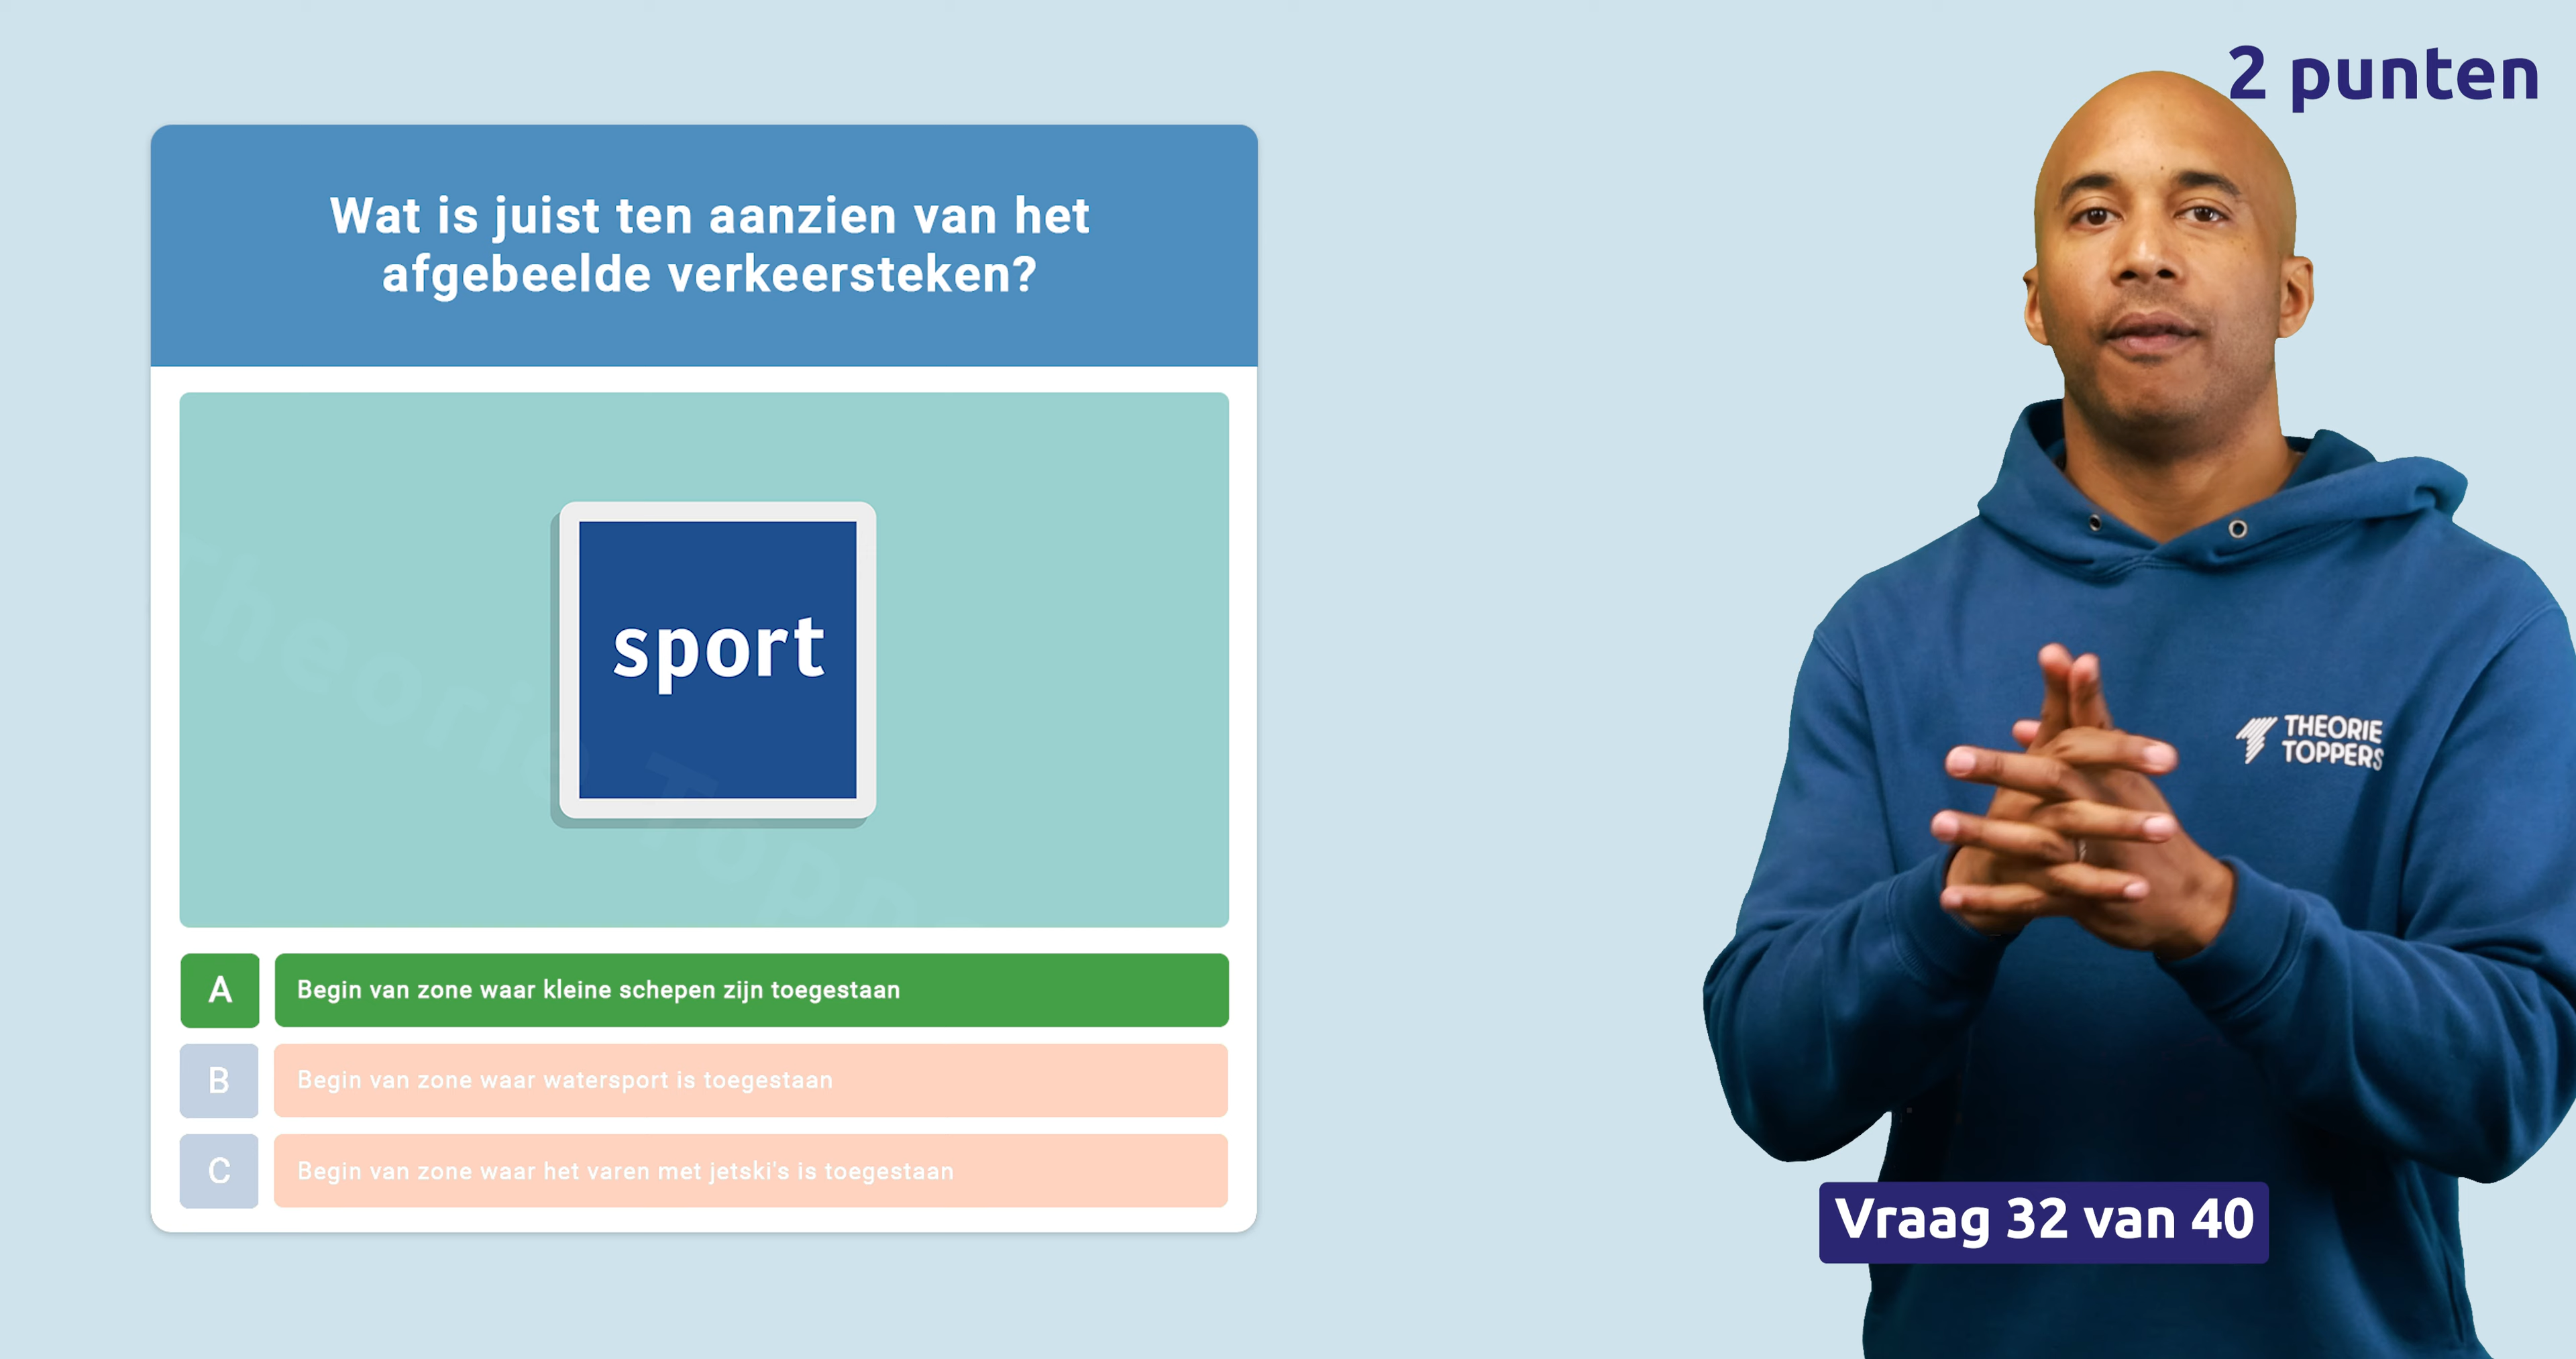 2 punten
Wat is juist ten aanzien van het
afgebeelde verkeersteken?
sport
Theorie Topp
A
Begin van zone waar kleine schepen zijn toegestaan
B
Begin van zone waar watersport is toegestaan
C
Begin van zone waar het varen met jetski's is toegestaan
THEORIE
TOPPERS
Vraag 32 van 40